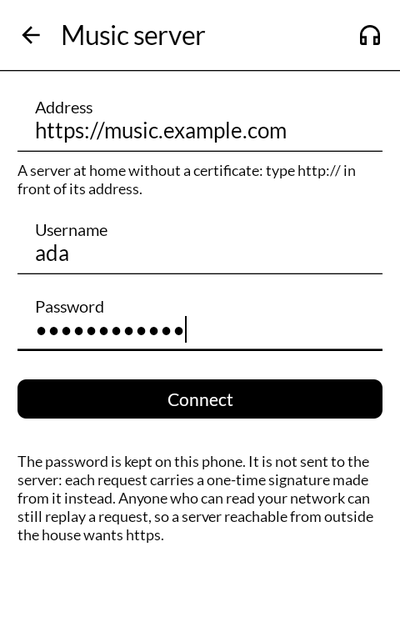 Music server
Address
https://music.example.com
A server at home without a certificate: type http:// in
front of its address.
Username
ada
Password
●●●●●●●●●●●●
Connect
The password is kept on this phone. It is not sent to the
server: each request carries a one-time signature made
from it instead. Anyone who can read your network can
still replay a request, so a server reachable from outside
the house wants https.